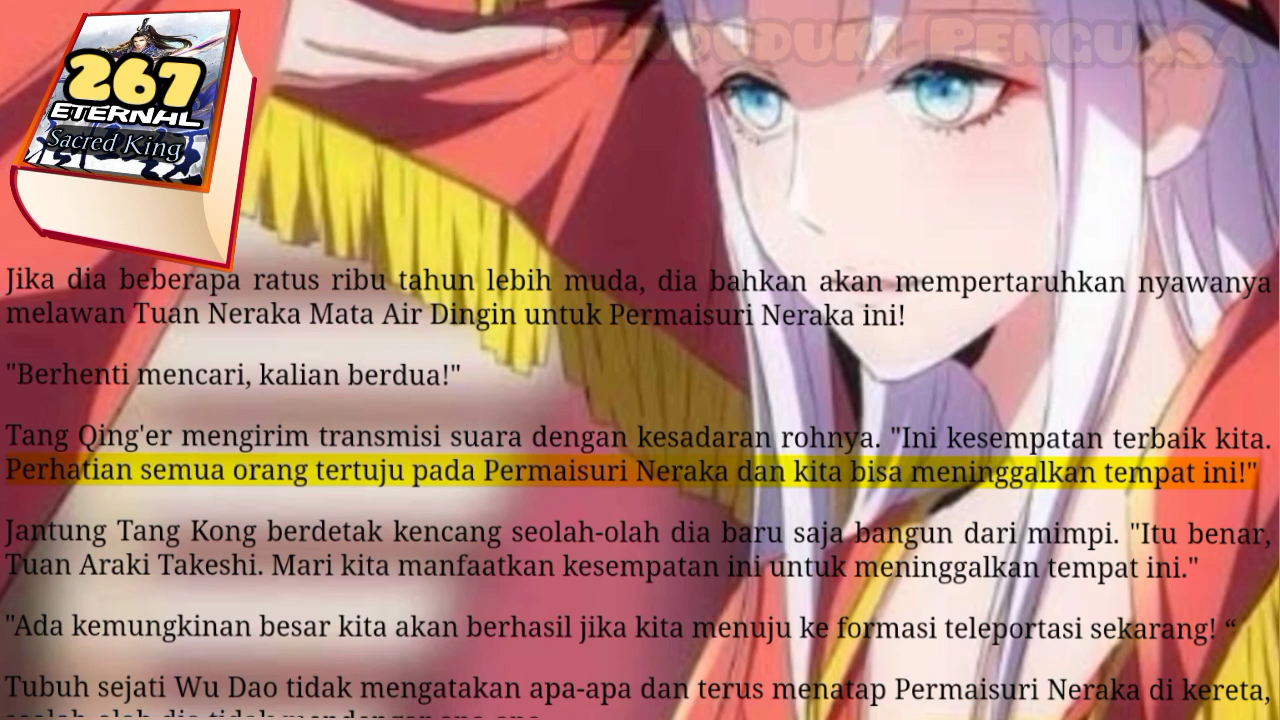 MENDUDUKI PENGUASA
267
ETERNAL
Sacred King
Jika dia beberapa ratus ribu tahun lebih muda, dia bahkan akan mempertaruhkan nyawanya
melawan Tuan Neraka Mata Air Dingin untuk Permaisuri Neraka ini!
"Berhenti mencari, kalian berdua!"
Tang Qing'er mengirim transmisi suara dengan kesadaran rohnya. "Ini kesempatan terbaik kita.
Perhatian semua orang tertuju pada Permaisuri Neraka dan kita bisa meninggalkan tempat ini!"
Jantung Tang Kong berdetak kencang seolah-olah dia baru saja bangun dari mimpi. "Itu benar,
Tuan Araki Takeshi. Mari kita manfaatkan kesempatan ini untuk meninggalkan tempat ini."
"Ada kemungkinan besar kita akan berhasil jika kita menuju ke formasi teleportasi sekarang! “
Tubuh sejati Wu Dao tidak mengatakan apa-apa dan terus menatap Permaisuri Neraka di kereta,